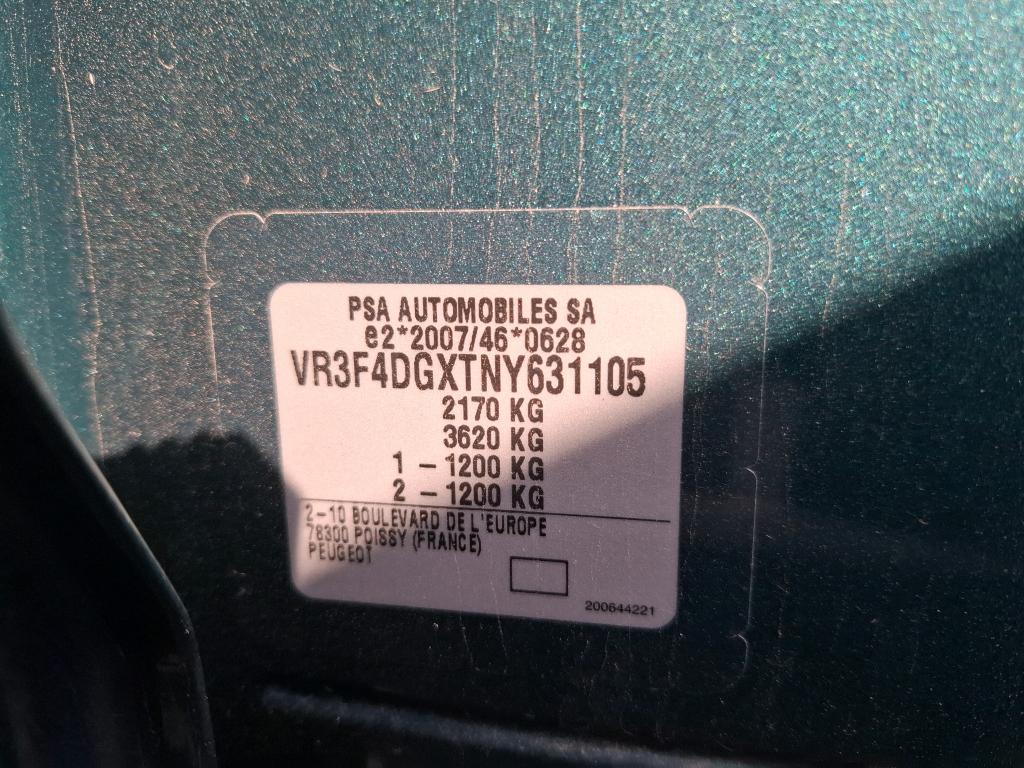 PSA AUTOMOBILES SA
e2*2007/46*0628
VR3F4DGXTNY631105
2170 KG
3620 KG
1 - 1200 KG
2 - 1200 KG
2-10 BOULEVARD DE L'EUROPE
78300 POISSY (FRANCE)
PEUGEOT
200644221